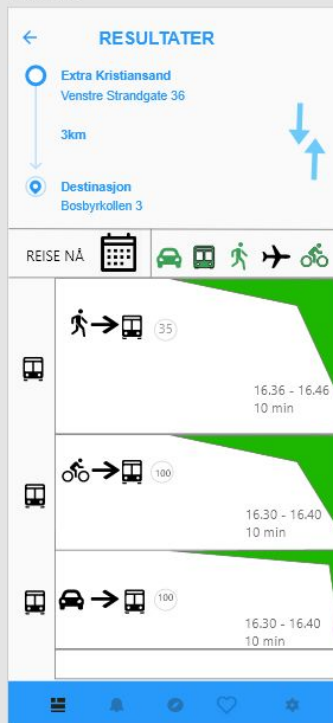 RESULTATER
Extra Kristiansand
Venstre Strandgate 36
3km
Destinasjon
Bosbyrkollen 3
REISE NÅ
35
16.36 - 16.46
10 min
100
16.30 - 16.40
10 min
100
16.30 - 16.40
10 min